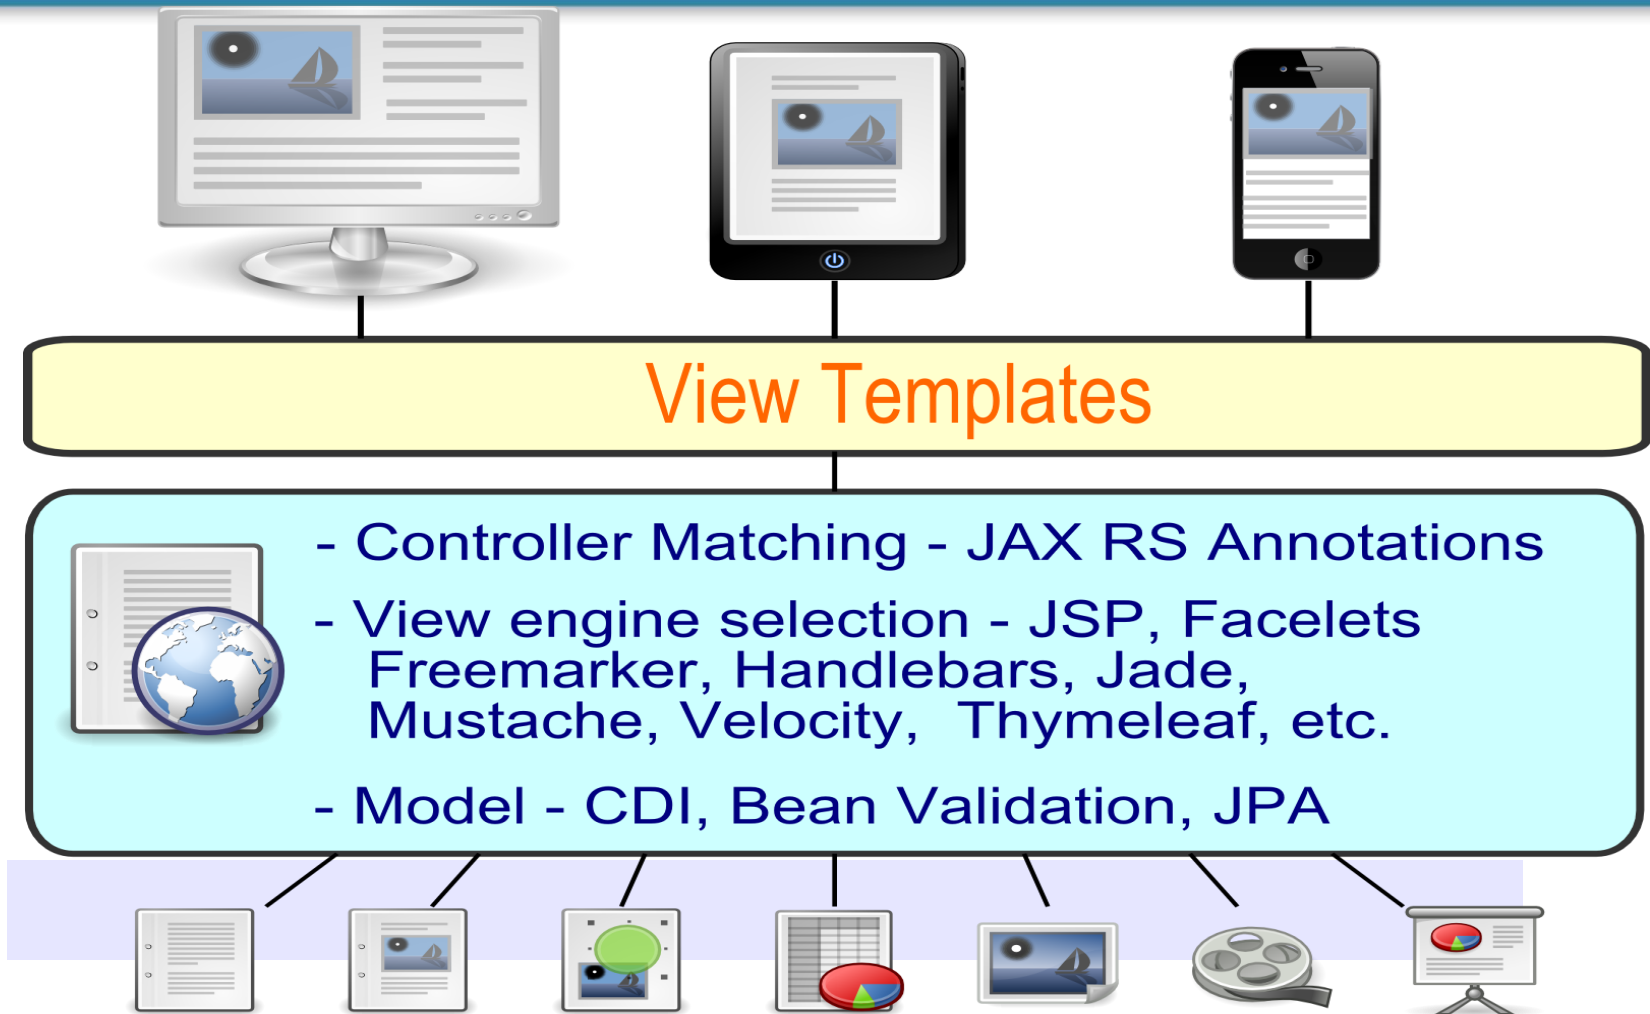 View Templates
- Controller Matching - JAX RS Annotations
- View engine selection - JSP, Facelets
Freemarker, Handlebars, Jade,
Mustache, Velocity, Thymeleaf, etc.
- Model - CDI, Bean Validation, JPA